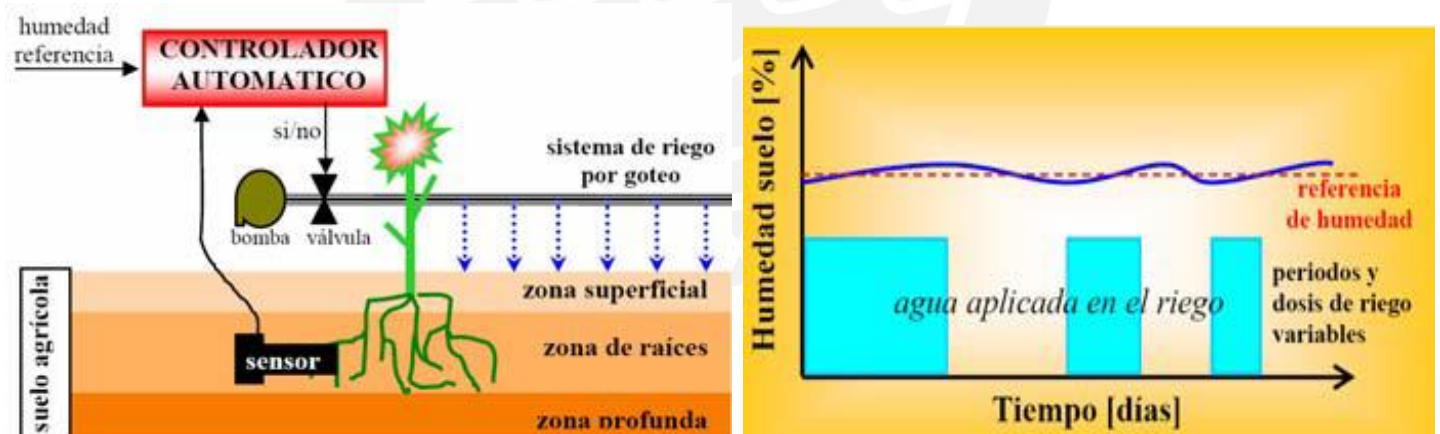 humedad
referencia
CONTROLADOR
AUTOMATICO
si/no
sistema de riego
por goteo
bomba
válvula
zona superficial
zona de raíces
sensor
zona profunda
suelo agrícola
Humedad suelo [%]
referencia
de humedad
agua aplicada en el riego
periodos y
dosis de riego
variables
Tiempo [días]